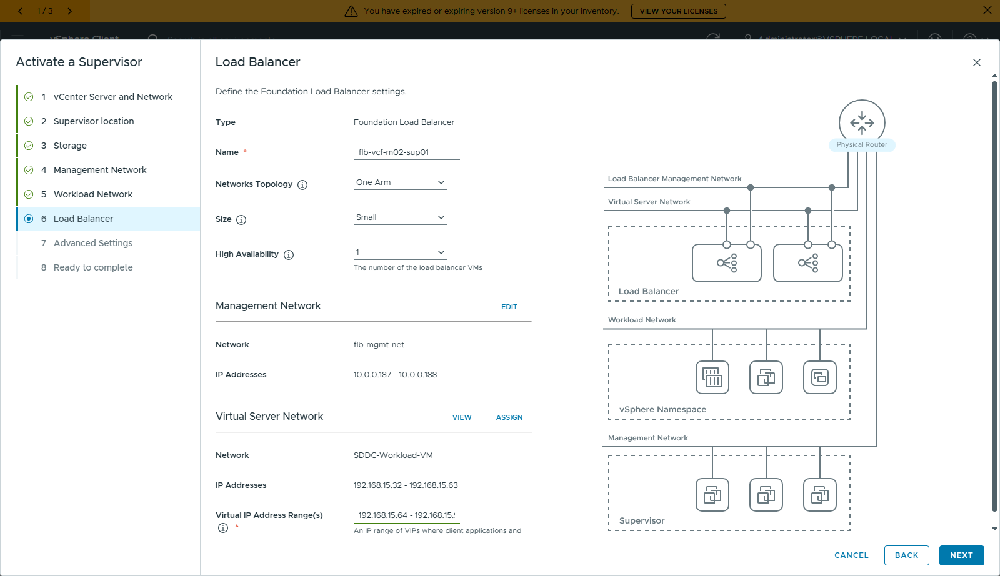 1 / 3
You have expired or expiring version 9+ licenses in your inventory.
VIEW YOUR LICENSES
vSphere Client
Search in all environments
Administrator@VSPHERE.LOCAL
Activate a Supervisor
1 vCenter Server and Network
2 Supervisor location
3 Storage
4 Management Network
5 Workload Network
6 Load Balancer
7 Advanced Settings
8 Ready to complete
Load Balancer
Define the Foundation Load Balancer settings.
Type Foundation Load Balancer
Name * flb-vcf-m02-sup01
Networks Topology One Arm
Size Small
High Availability 1
The number of the load balancer VMs
Management Network EDIT
Network flb-mgmt-net
IP Addresses 10.0.0.187 - 10.0.0.188
Virtual Server Network VIEW ASSIGN
Network SDDC-Workload-VM
IP Addresses 192.168.15.32 - 192.168.15.63
Virtual IP Address Range(s) * 192.168.15.64 - 192.168.15.
An IP range of VIPs where client applications and
Physical Router
Load Balancer Management Network
Virtual Server Network
Load Balancer
Workload Network
vSphere Namespace
Management Network
Supervisor
CANCEL
BACK
NEXT